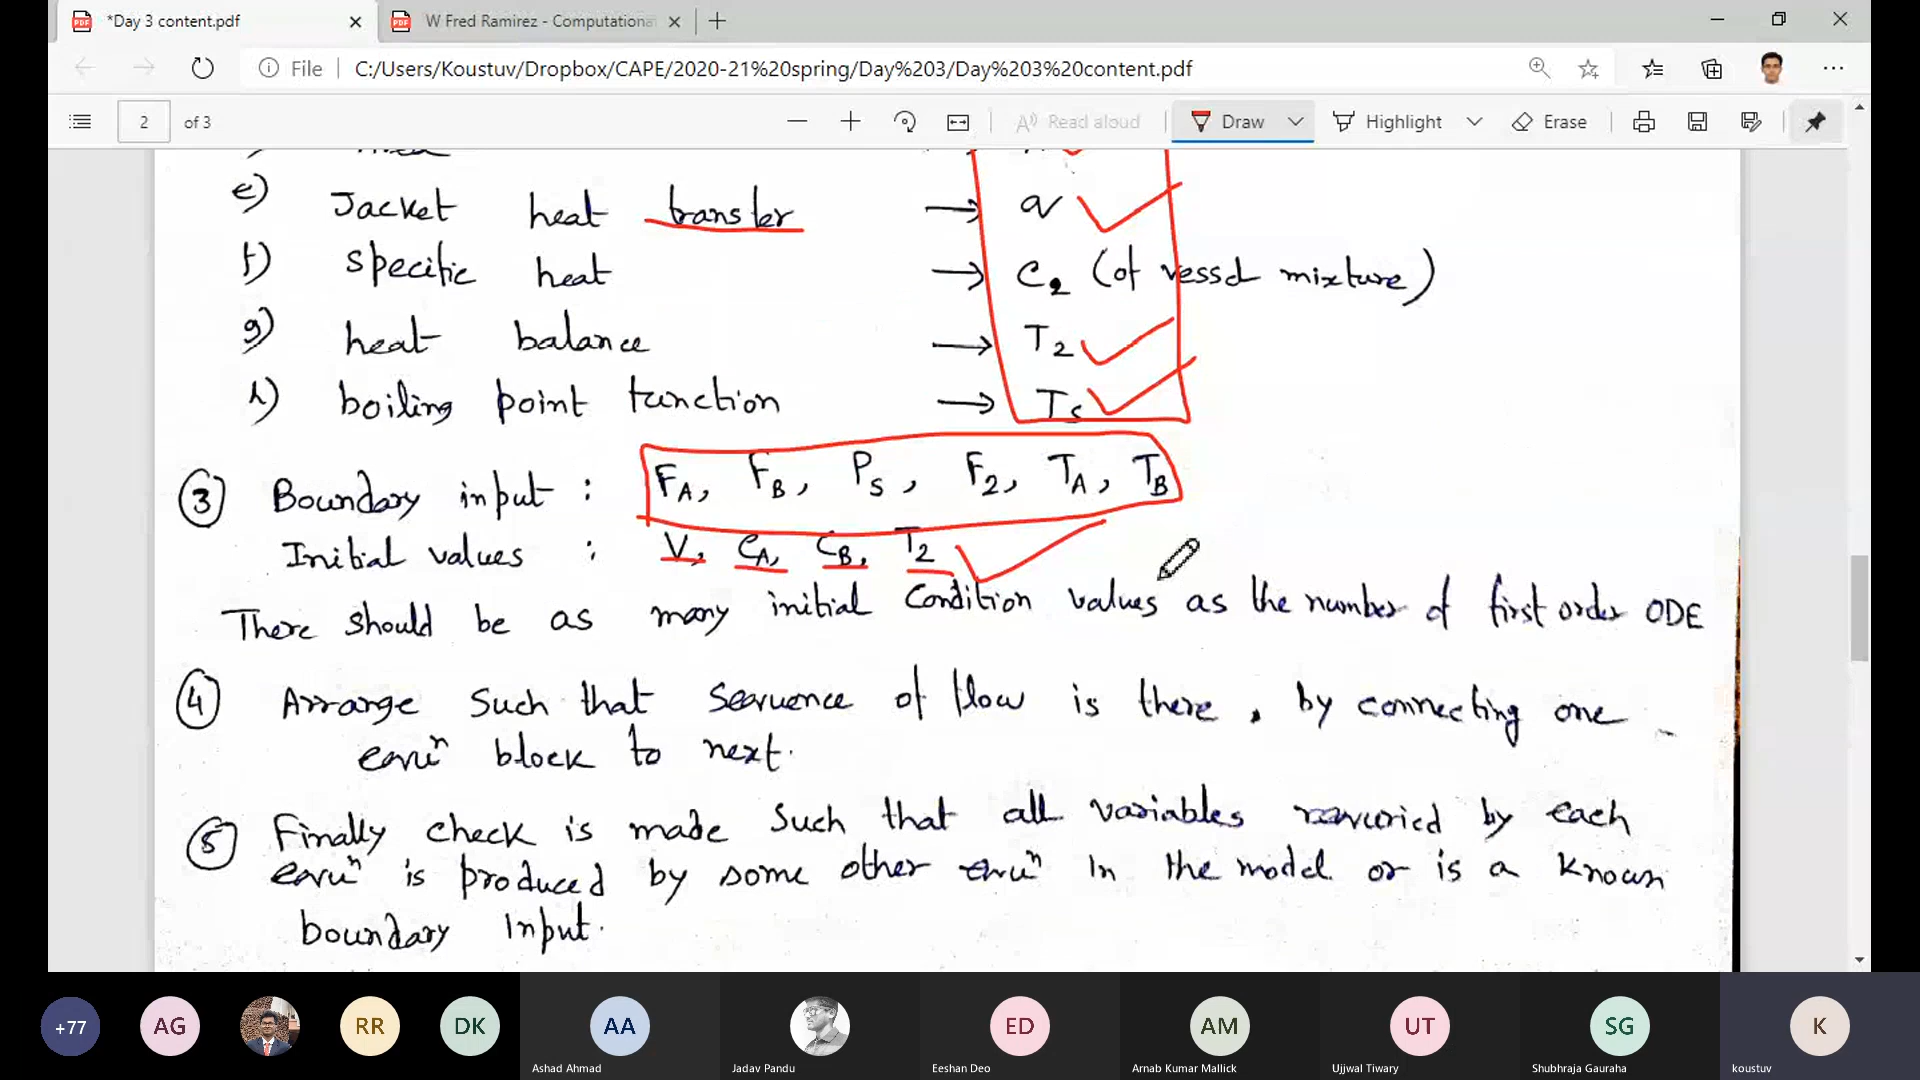 *Day 3 content.pdf
W Fred Ramirez - Computationa
File
C:/Users/Koustuv/Dropbox/CAPE/2020-21%20spring/Day%203/Day%203%20content.pdf
2 of 3
Read aloud
Draw
Highlight
Erase
e) Jacket heat transfer → q
f) specific heat → C2 (of vessel mixture)
g) heat balance → T2
h) boiling point function → Ts
3 Boundary input : FA, FB, Ps, F2, TA, TB
Initial values : V, CA, CB, T2
There should be as many initial condition values as the number of first order ODE
4 Arrange such that sequence of flow is there, by connecting one
equⁿ block to next.
5 Finally check is made such that all variables required by each
equⁿ is produced by some other equⁿ in the model or is a known
boundary input.
+77
AG
RR
DK
AA
ED
AM
UT
SG
K
Ashad Ahmad
Jadav Pandu
Eeshan Deo
Arnab Kumar Mallick
Ujjwal Tiwary
Shubhraja Gauraha
koustuv